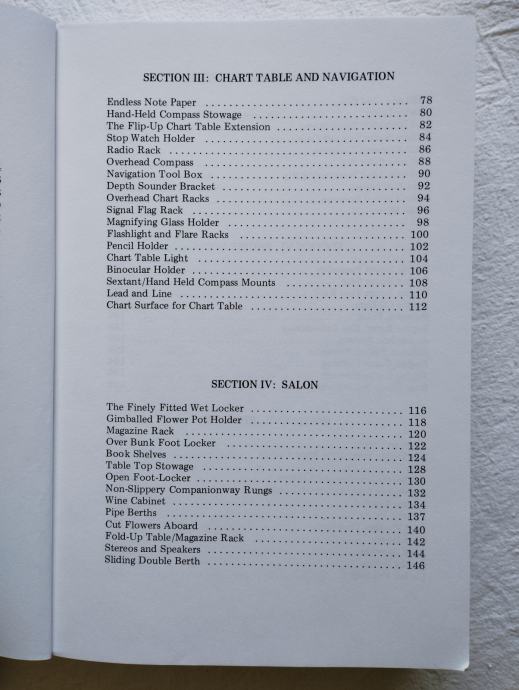 SECTION III: CHART TABLE AND NAVIGATION
Endless Note Paper .............................. 78
Hand-Held Compass Stowage .............................. 80
The Flip-Up Chart Table Extension .............................. 82
Stop Watch Holder .............................. 84
Radio Rack .............................. 86
Overhead Compass .............................. 88
Navigation Tool Box .............................. 90
Depth Sounder Bracket .............................. 92
Overhead Chart Racks .............................. 94
Signal Flag Rack .............................. 96
Magnifying Glass Holder .............................. 98
Flashlight and Flare Racks .............................. 100
Pencil Holder .............................. 102
Chart Table Light .............................. 104
Binocular Holder .............................. 106
Sextant/Hand Held Compass Mounts .............................. 108
Lead and Line .............................. 110
Chart Surface for Chart Table .............................. 112
SECTION IV: SALON
The Finely Fitted Wet Locker .............................. 116
Gimballed Flower Pot Holder .............................. 118
Magazine Rack .............................. 120
Over Bunk Foot Locker .............................. 122
Book Shelves .............................. 124
Table Top Stowage .............................. 128
Open Foot-Locker .............................. 130
Non-Slippery Companionway Rungs .............................. 132
Wine Cabinet .............................. 134
Pipe Berths .............................. 137
Cut Flowers Aboard .............................. 140
Fold-Up Table/Magazine Rack .............................. 142
Stereos and Speakers .............................. 144
Sliding Double Berth .............................. 146